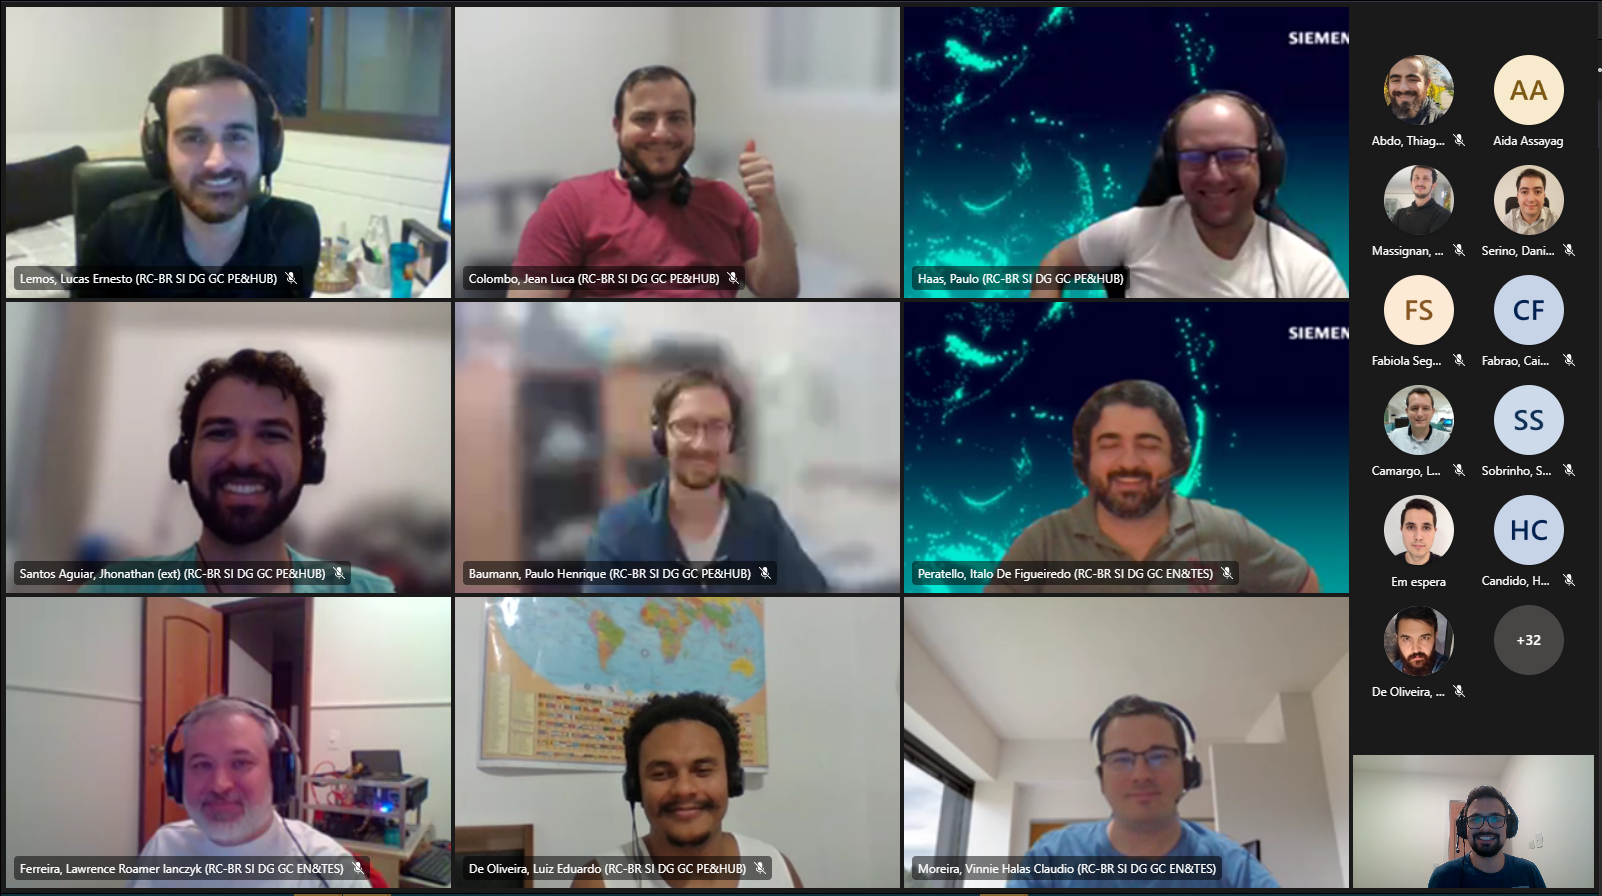 SIEMEN
Lemos, Lucas Ernesto (RC-BR SI DG GC PE&HUB)
Colombo, Jean Luca (RC-BR SI DG GC PE&HUB)
Haas, Paulo (RC-BR SI DG GC PE&HUB)
SIEMEN
Santos Aguiar, Jhonathan (ext) (RC-BR SI DG GC PE&HUB)
Baumann, Paulo Henrique (RC-BR SI DG GC PE&HUB)
Peratello, Italo De Figueiredo (RC-BR SI DG GC EN&TES)
Ferreira, Lawrence Roamer Ianczyk (RC-BR SI DG GC EN&TES)
De Oliveira, Luiz Eduardo (RC-BR SI DG GC PE&HUB)
Moreira, Vinnie Halas Claudio (RC-BR SI DG GC EN&TES)
AA
Abdo, Thiag...
Aida Assayag
Massignan, ...
Serino, Dani...
FS
CF
Fabiola Seg...
Fabrao, Cai...
SS
Camargo, L...
Sobrinho, S...
HC
Em espera
Candido, H...
+32
De Oliveira, ...